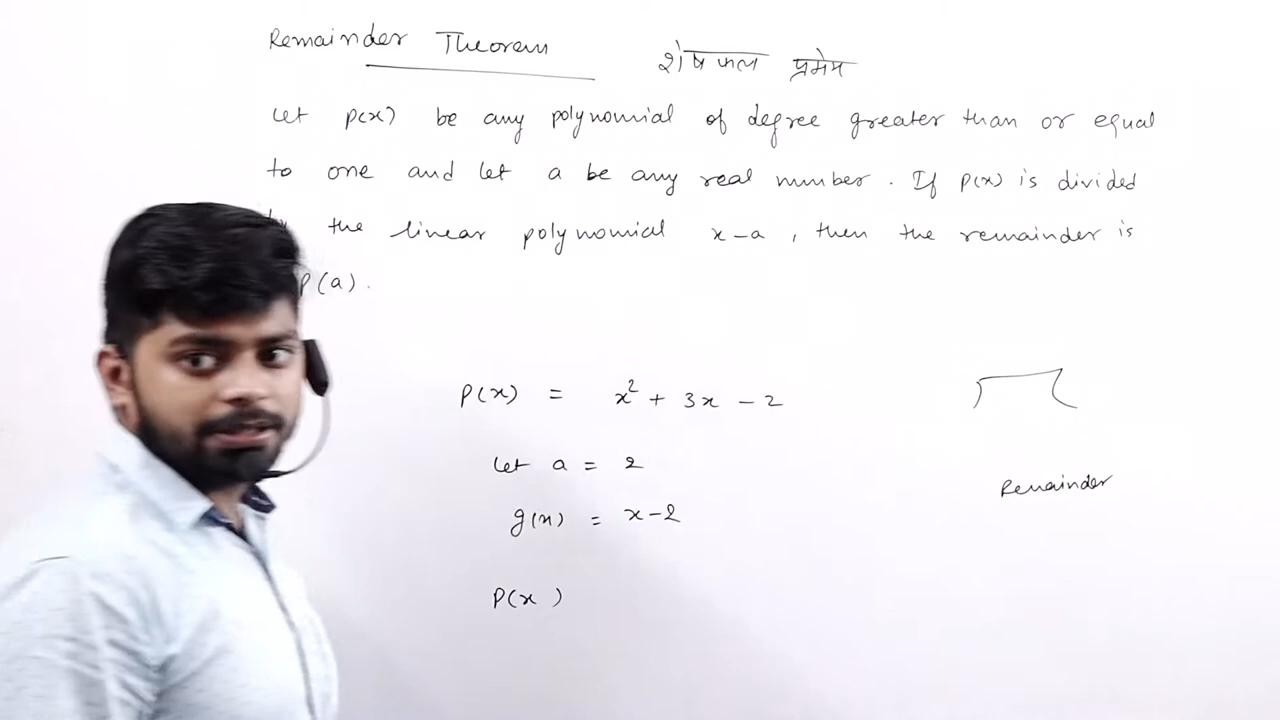 Remainder Theorem शेषफल प्रमेय
Let p(x) be any polynomial of degree greater than or equal
to one and let a be any real number. If p(x) is divided
the linear polynomial x-a, then the remainder is
P(a).
P(x) = x² + 3x - 2
Let a = 2
g(x) = x-2
Remainder
P(x )